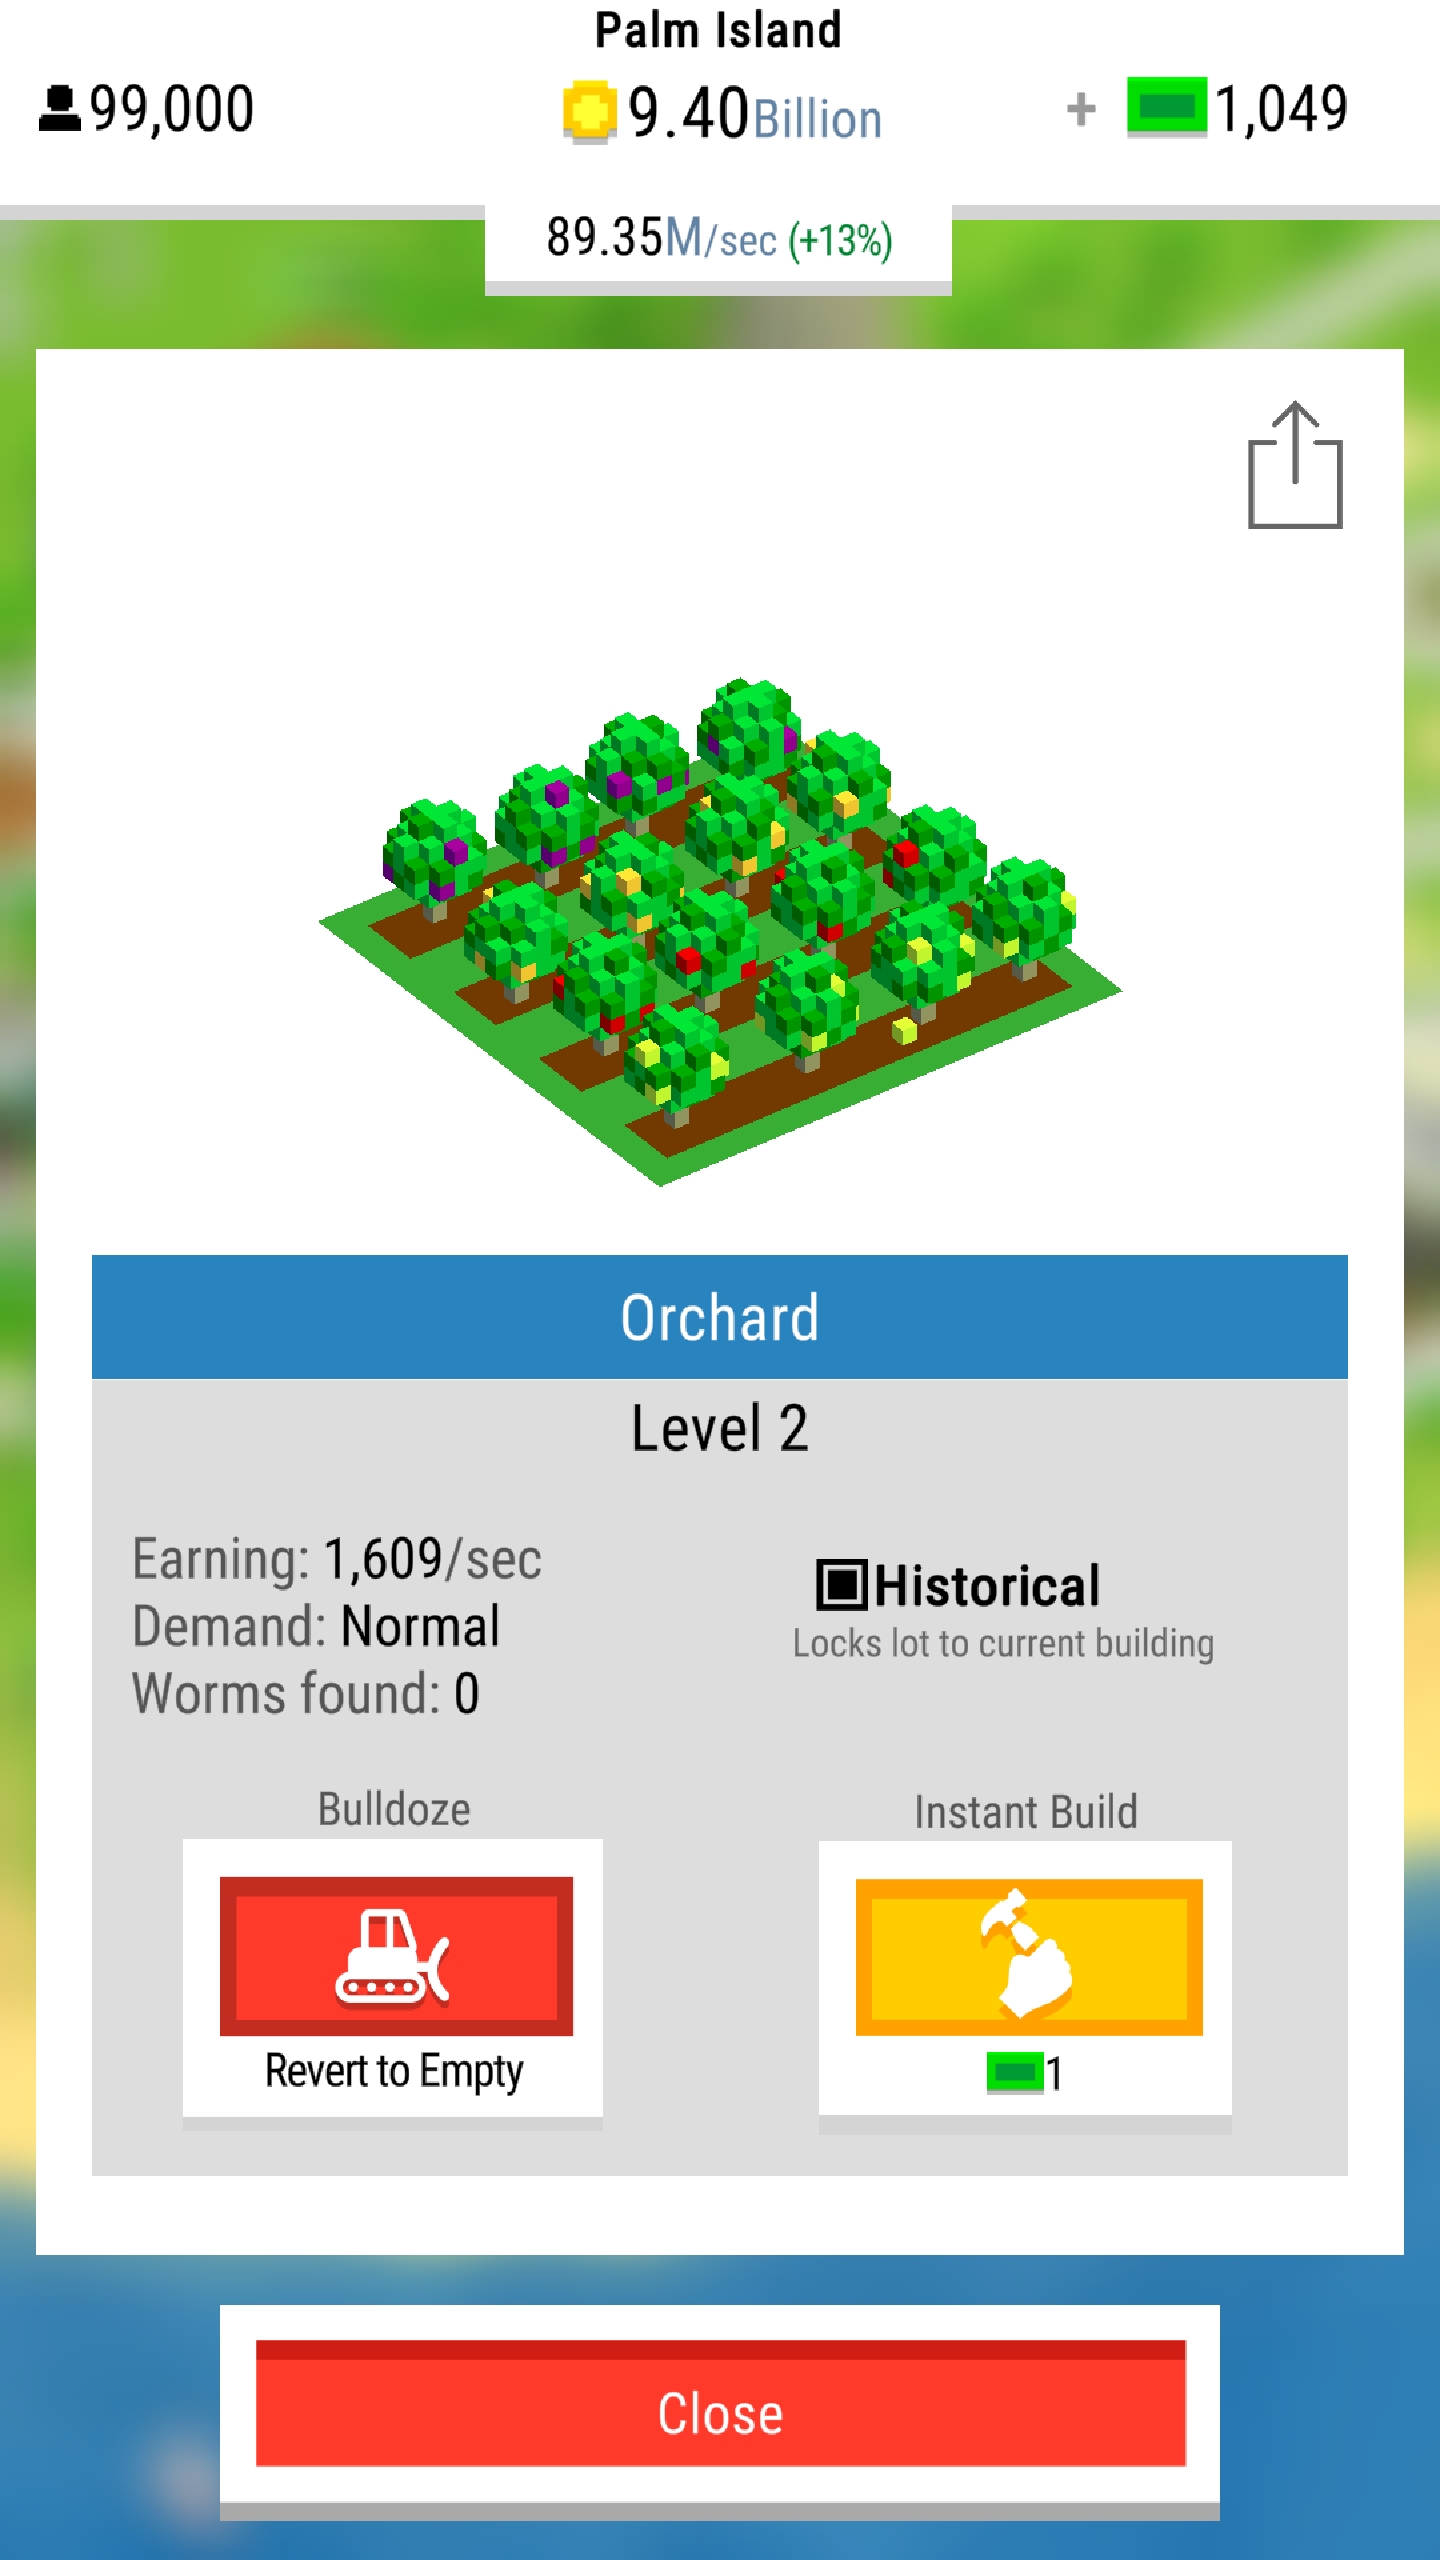 Palm Island
99,000
9.40Billion
+ 1,049
89.35M/sec (+13%)
Orchard
Level 2
Earning: 1,609/sec
Demand: Normal
Worms found: 0
Historical
Locks lot to current building
Bulldoze
Revert to Empty
Instant Build
1
Close